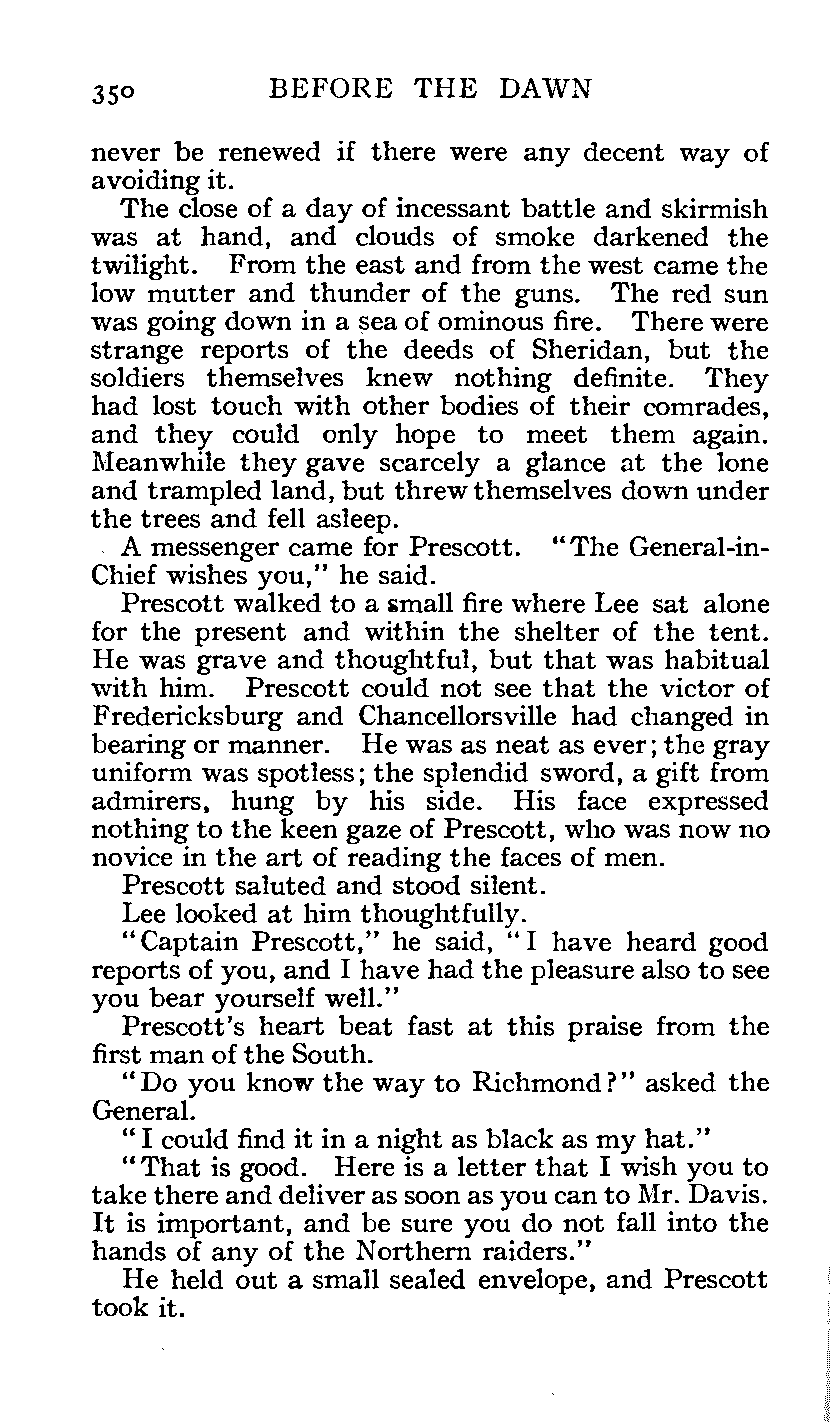 350 BEFORE THE DAWN
never be renewed if there were any decent way of
avoiding it.
The close of a day of incessant battle and skirmish
was at hand, and clouds of smoke darkened the
twilight. From the east and from the west came the
low mutter and thunder of the guns. The red sun
was going down in a sea of ominous fire. There were
strange reports of the deeds of Sheridan, but the
soldiers themselves knew nothing definite. They
had lost touch with other bodies of their comrades,
and they could only hope to meet them again.
Meanwhile they gave scarcely a glance at the lone
and trampled land, but threw themselves down under
the trees and fell asleep.
A messenger came for Prescott. "The General-in-
Chief wishes you," he said.
Prescott walked to a small fire where Lee sat alone
for the present and within the shelter of the tent.
He was grave and thoughtful, but that was habitual
with him. Prescott could not see that the victor of
Fredericksburg and Chancellorsville had changed in
bearing or manner. He was as neat as ever; the gray
uniform was spotless; the splendid sword, a gift from
admirers, hung by his side. His face expressed
nothing to the keen gaze of Prescott, who was now no
novice in the art of reading the faces of men.
Prescott saluted and stood silent.
Lee looked at him thoughtfully.
"Captain Prescott," he said, "I have heard good
reports of you, and I have had the pleasure also to see
you bear yourself well."
Prescott's heart beat fast at this praise from the
first man of the South.
"Do you know the way to Richmond?" asked the
General.
"I could find it in a night as black as my hat."
"That is good. Here is a letter that I wish you to
take there and deliver as soon as you can to Mr. Davis.
It is important, and be sure you do not fall into the
hands of any of the Northern raiders."
He held out a small sealed envelope, and Prescott
took it.